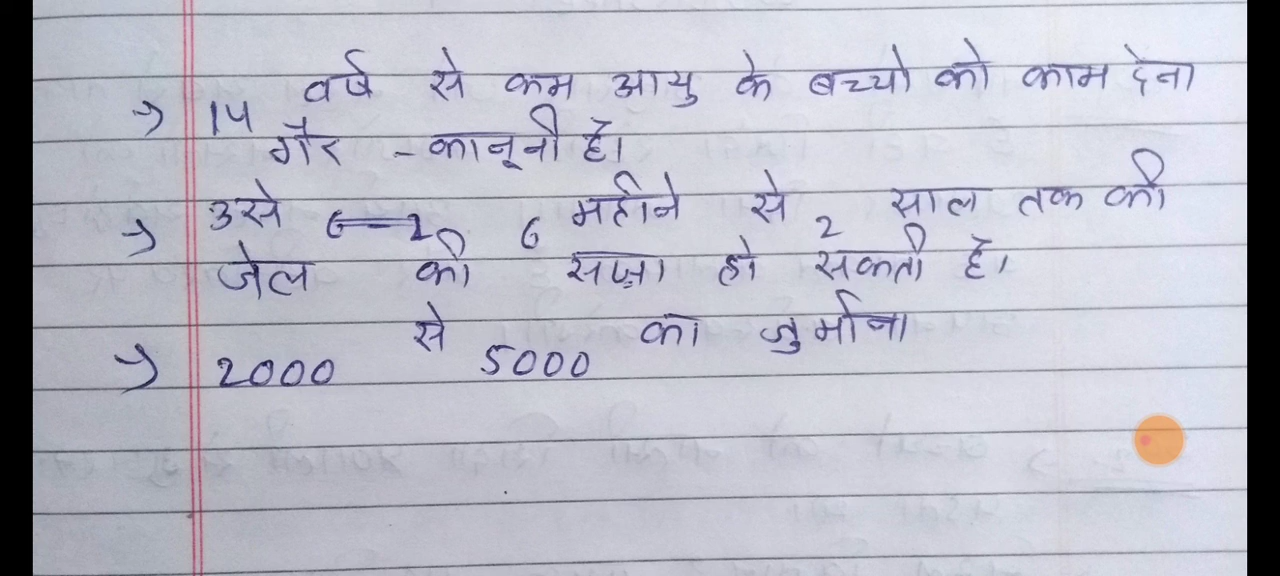 → 14 वर्ष से कम आयु के बच्चो को काम देना
गैर - कानूनी है।
→ उसे 6 महीने से 2 साल तक की
जेल की सज़ा हो सकती है।
→ 2000 से 5000 का जुर्माना